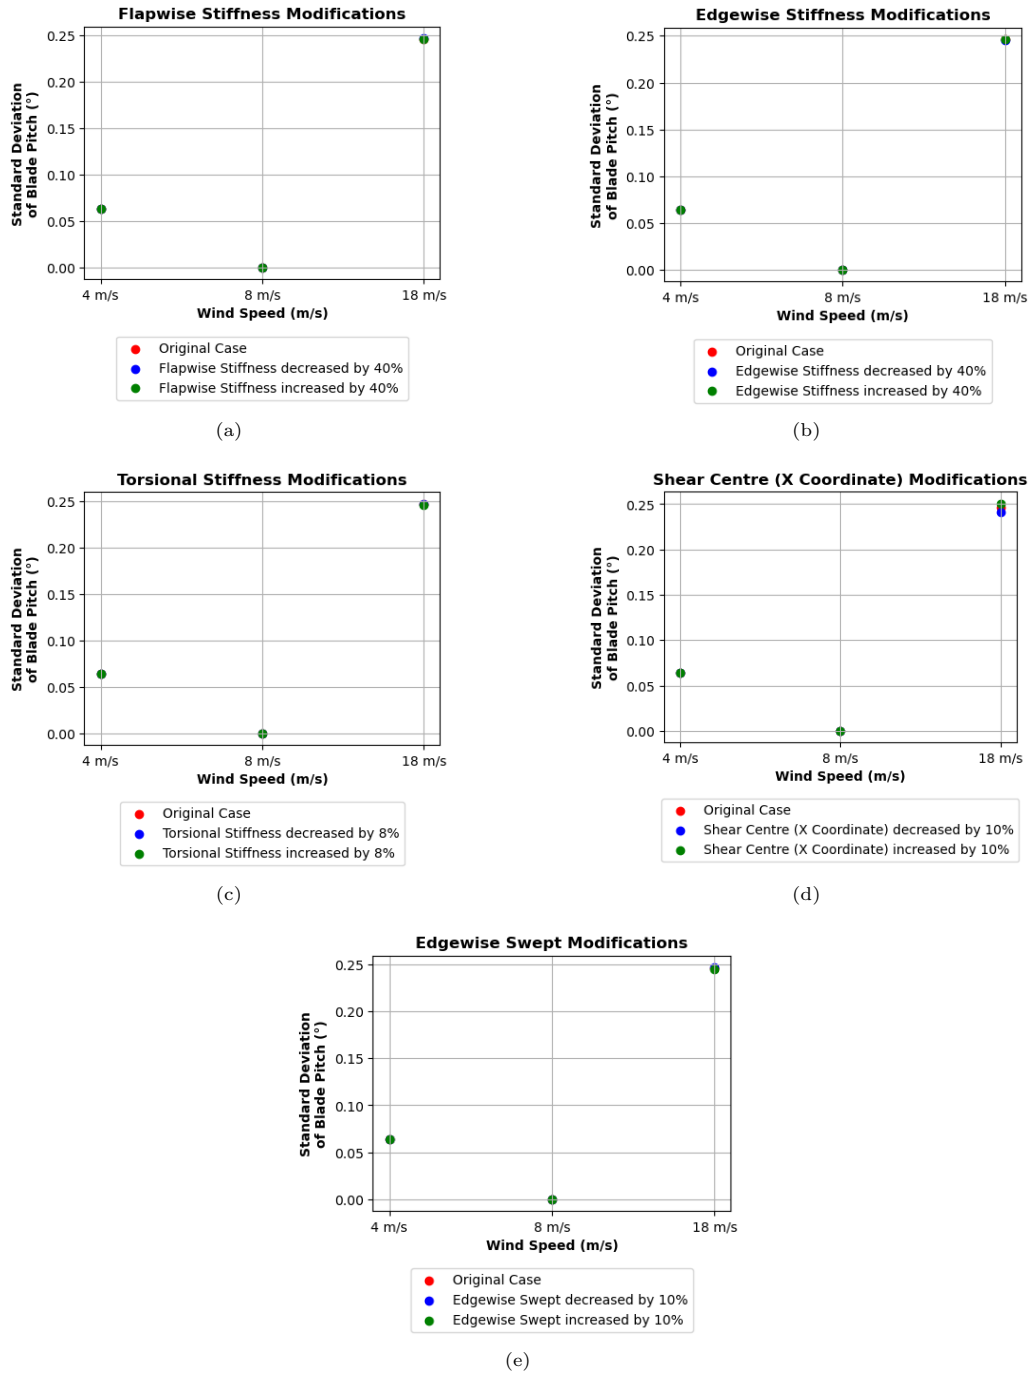 Flapwise Stiffness Modifications
Standard Deviation
of Blade Pitch (°)
0.25
0.20
0.15
0.10
0.05
0.00
4 m/s
8 m/s
18 m/s
Wind Speed (m/s)
Original Case
Flapwise Stiffness decreased by 40%
Flapwise Stiffness increased by 40%
(a)
Edgewise Stiffness Modifications
Standard Deviation
of Blade Pitch (°)
0.25
0.20
0.15
0.10
0.05
0.00
4 m/s
8 m/s
18 m/s
Wind Speed (m/s)
Original Case
Edgewise Stiffness decreased by 40%
Edgewise Stiffness increased by 40%
(b)
Torsional Stiffness Modifications
Standard Deviation
of Blade Pitch (°)
0.25
0.20
0.15
0.10
0.05
0.00
4 m/s
8 m/s
18 m/s
Wind Speed (m/s)
Original Case
Torsional Stiffness decreased by 8%
Torsional Stiffness increased by 8%
(c)
Shear Centre (X Coordinate) Modifications
Standard Deviation
of Blade Pitch (°)
0.25
0.20
0.15
0.10
0.05
0.00
4 m/s
8 m/s
18 m/s
Wind Speed (m/s)
Original Case
Shear Centre (X Coordinate) decreased by 10%
Shear Centre (X Coordinate) increased by 10%
(d)
Edgewise Swept Modifications
Standard Deviation
of Blade Pitch (°)
0.25
0.20
0.15
0.10
0.05
0.00
4 m/s
8 m/s
18 m/s
Wind Speed (m/s)
Original Case
Edgewise Swept decreased by 10%
Edgewise Swept increased by 10%
(e)